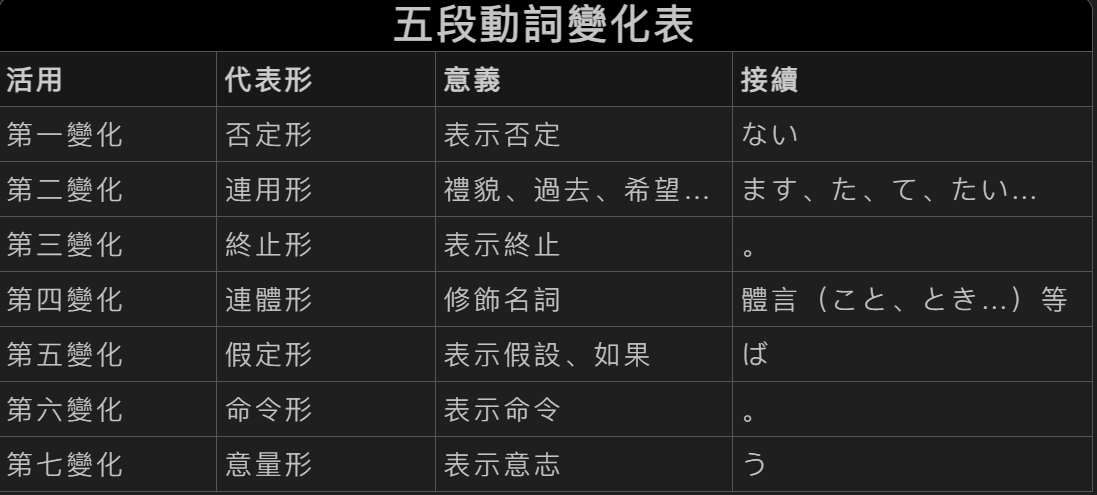 五段動詞變化表
活用 代表形 意義 接續
第一變化 否定形 表示否定 ない
第二變化 連用形 禮貌、過去、希望... ます、た、て、たい...
第三變化 終止形 表示終止 。
第四變化 連體形 修飾名詞 體言（こと、とき...）等
第五變化 假定形 表示假設、如果 ば
第六變化 命令形 表示命令 。
第七變化 意量形 表示意志 う